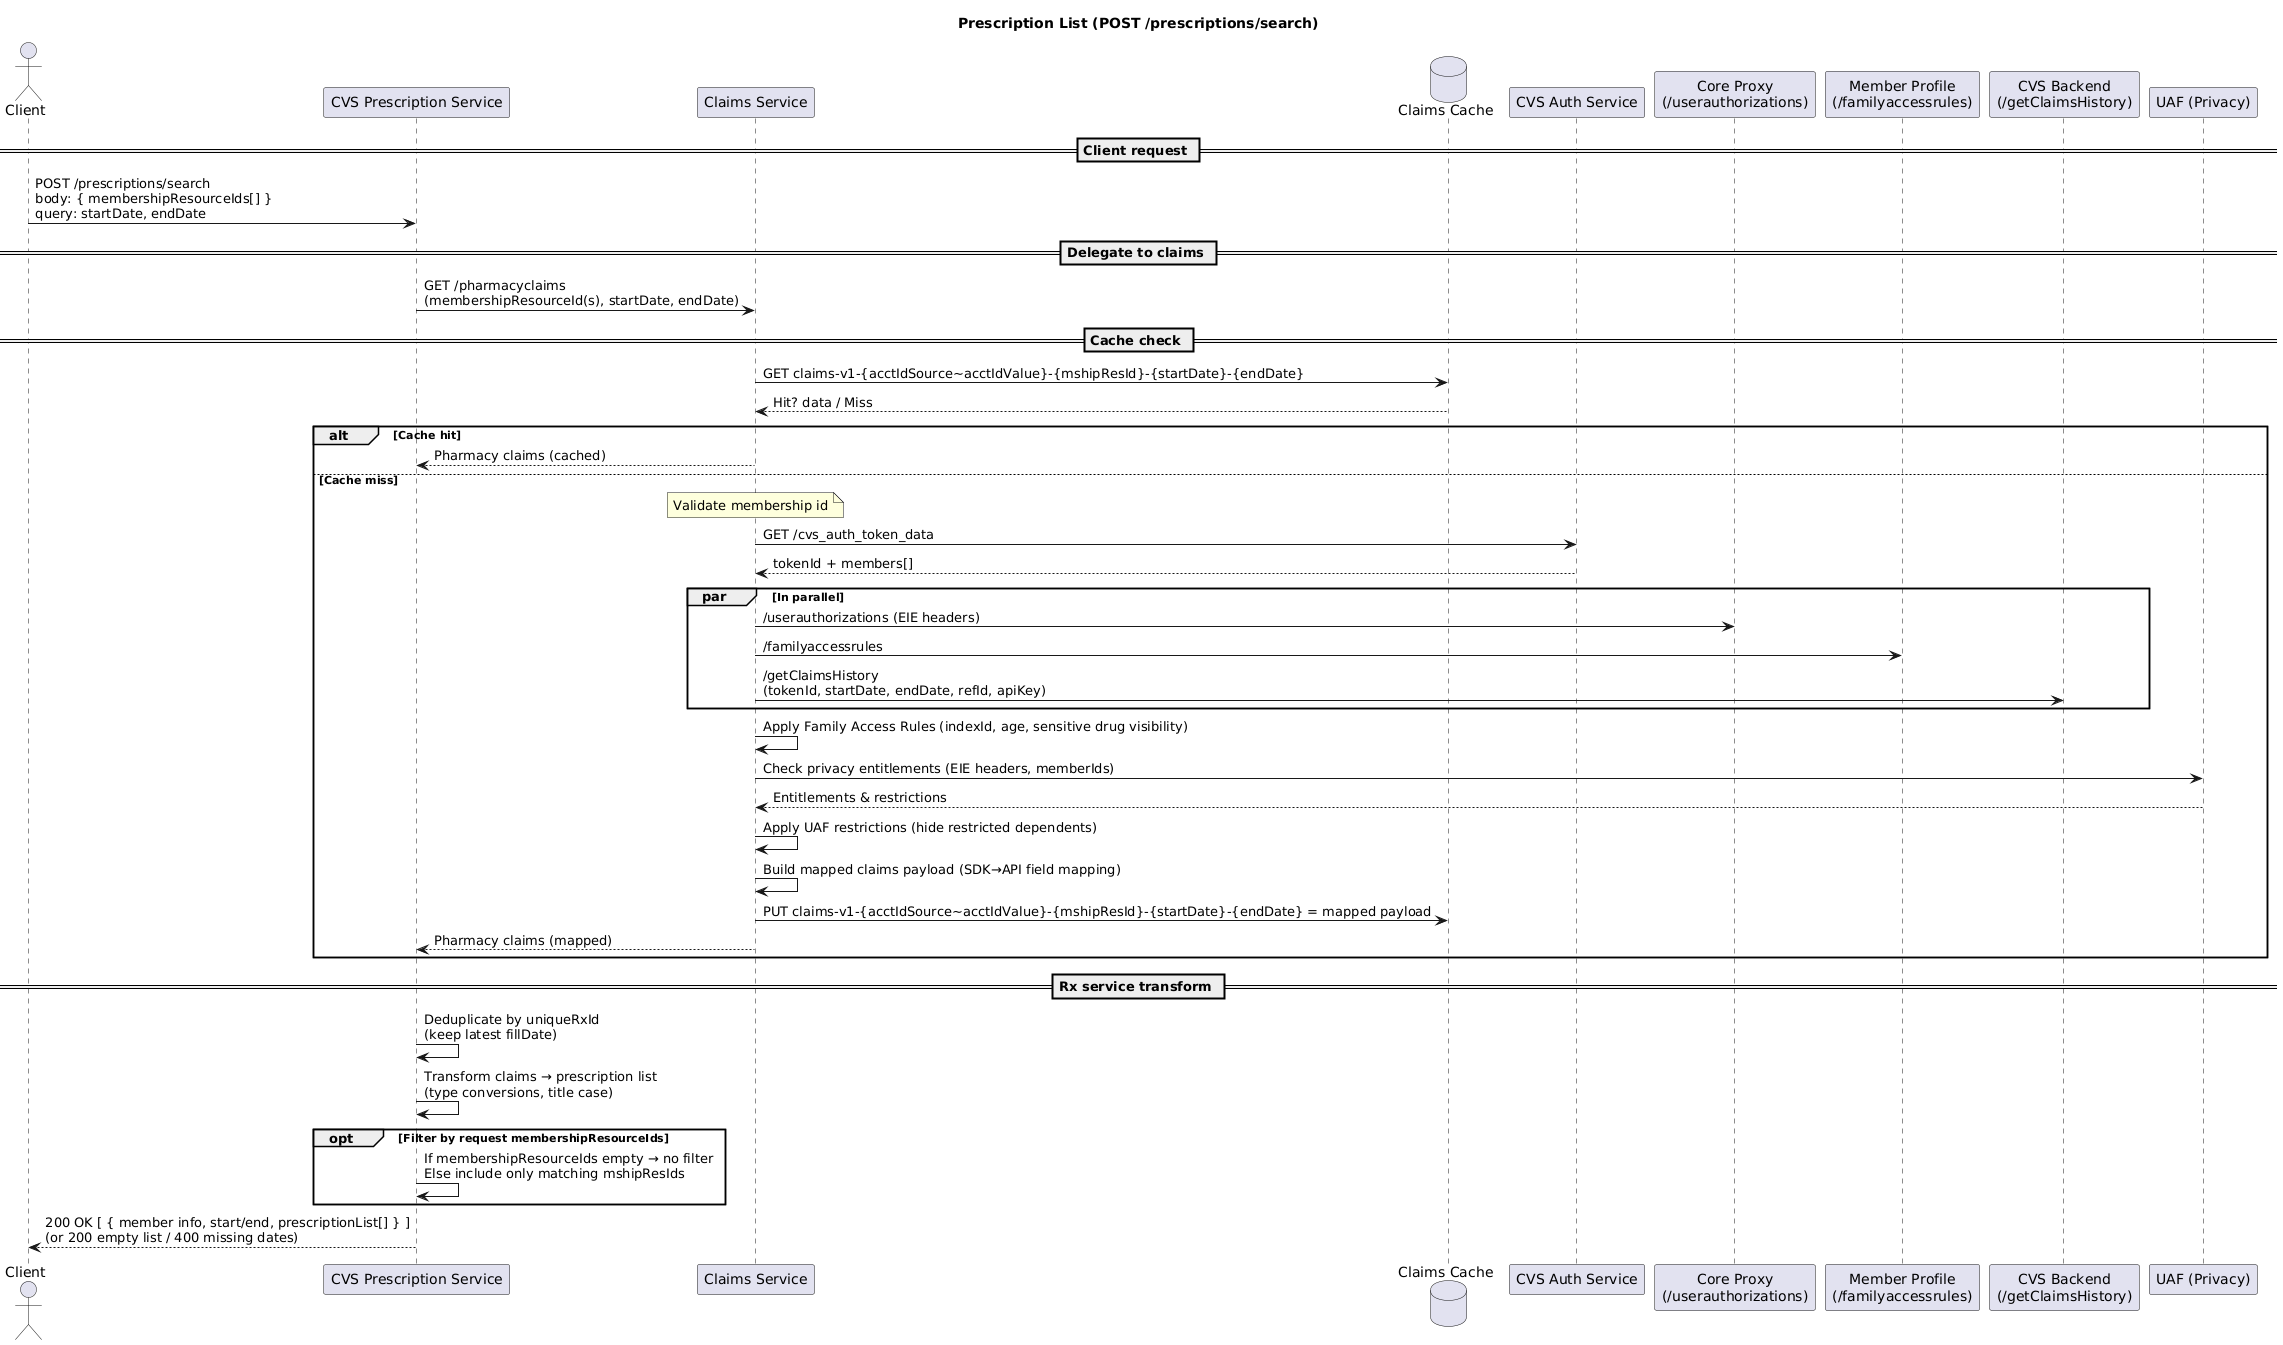 Prescription List (POST /prescriptions/search)
Client
CVS Prescription Service
Claims Service
Claims Cache
CVS Auth Service
Core Proxy
(/userauthorizations)
Member Profile
(/familyaccessrules)
CVS Backend
(/getClaimsHistory)
UAF (Privacy)
Client request
POST /prescriptions/search
body: { membershipResourceIds[] }
query: startDate, endDate
Delegate to claims
GET /pharmacyclaims
(membershipResourceId(s), startDate, endDate)
Cache check
GET claims-v1-{acctIdSource~acctIdValue}-{mshipResId}-{startDate}-{endDate}
Hit? data / Miss
alt [Cache hit]
Pharmacy claims (cached)
[Cache miss]
Validate membership id
GET /cvs_auth_token_data
tokenId + members[]
par [In parallel]
/userauthorizations (EIE headers)
/familyaccessrules
/getClaimsHistory
(tokenId, startDate, endDate, refId, apiKey)
Apply Family Access Rules (indexId, age, sensitive drug visibility)
Check privacy entitlements (EIE headers, memberIds)
Entitlements & restrictions
Apply UAF restrictions (hide restricted dependents)
Build mapped claims payload (SDK→API field mapping)
PUT claims-v1-{acctIdSource~acctIdValue}-{mshipResId}-{startDate}-{endDate} = mapped payload
Pharmacy claims (mapped)
Rx service transform
Deduplicate by uniqueRxId
(keep latest fillDate)
Transform claims → prescription list
(type conversions, title case)
opt [Filter by request membershipResourceIds]
If membershipResourceIds empty → no filter
Else include only matching mshipResIds
200 OK [ { member info, start/end, prescriptionList[] } ]
(or 200 empty list / 400 missing dates)
Client
CVS Prescription Service
Claims Service
Claims Cache
CVS Auth Service
Core Proxy
(/userauthorizations)
Member Profile
(/familyaccessrules)
CVS Backend
(/getClaimsHistory)
UAF (Privacy)